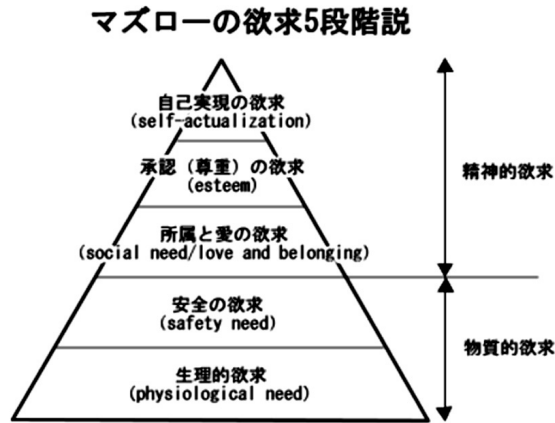 マズローの欲求5段階説
自己実現の欲求
(self-actualization)
承認（尊重）の欲求
(esteem)
精神的欲求
所属と愛の欲求
(social need/love and belonging)
安全の欲求
(safety need)
物質的欲求
生理的欲求
(physiological need)